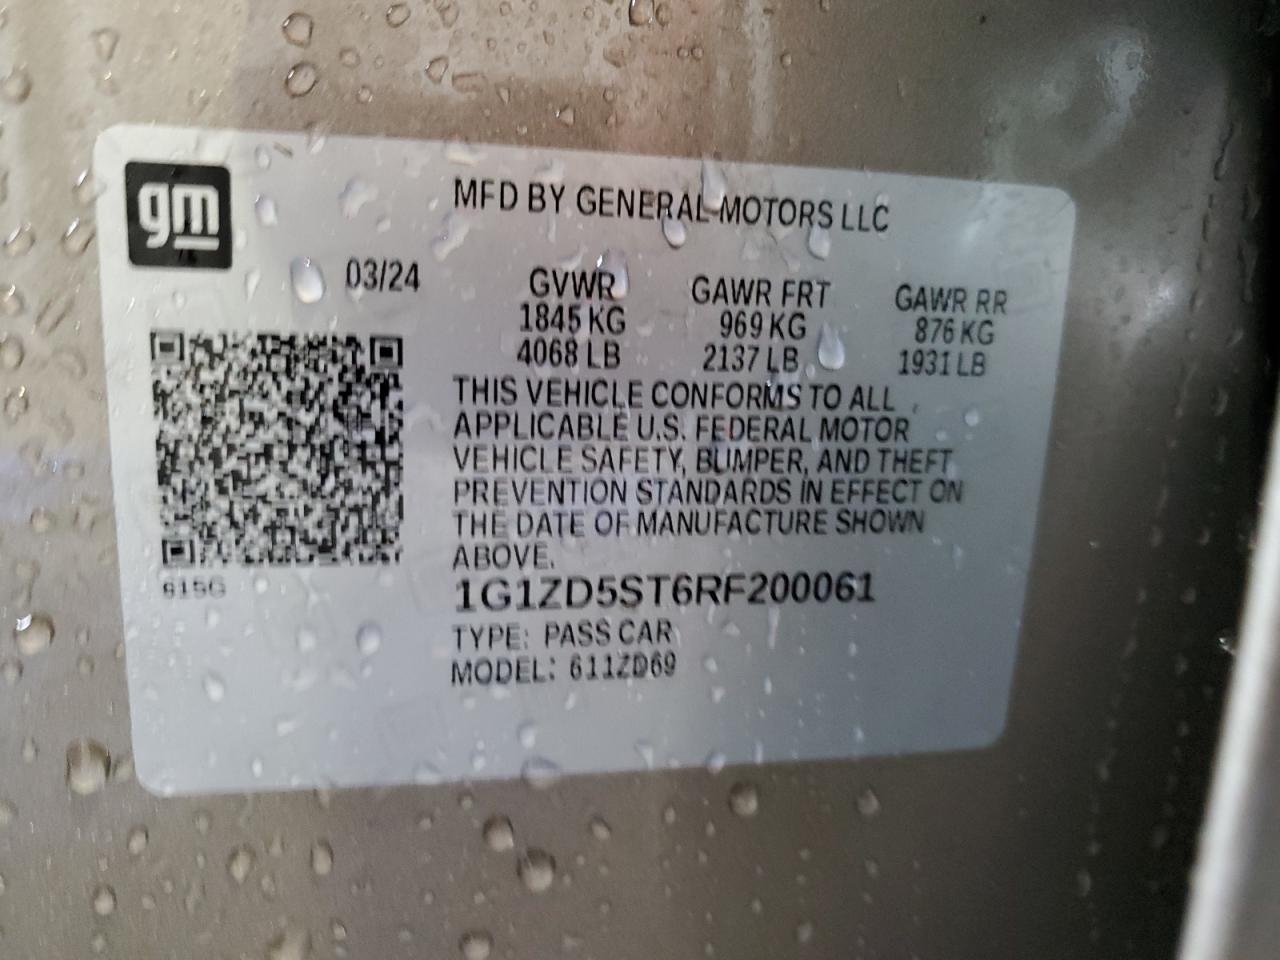 gm
MFD BY GENERAL MOTORS LLC
03/24
GVWR GAWR FRT GAWR RR
1845 KG 969 KG 876 KG
4068 LB 2137 LB 1931 LB
THIS VEHICLE CONFORMS TO ALL
APPLICABLE U.S. FEDERAL MOTOR
VEHICLE SAFETY, BUMPER, AND THEFT
PREVENTION STANDARDS IN EFFECT ON
THE DATE OF MANUFACTURE SHOWN
ABOVE.
1G1ZD5ST6RF200061
TYPE: PASS CAR
MODEL: 611ZD69